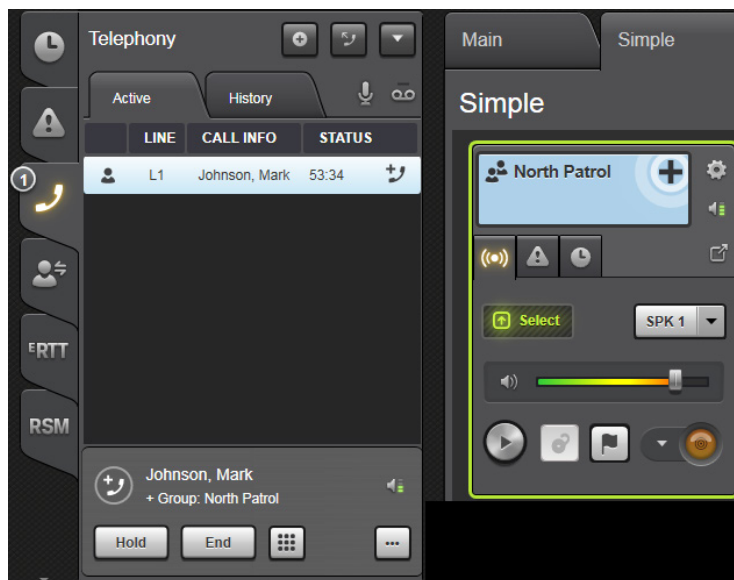 Telephony
Active
History
LINE
CALL INFO
STATUS
L1
Johnson, Mark
53:34
1
ERTT
RSM
Johnson, Mark
+ Group: North Patrol
Hold
End
...
Main
Simple
Simple
North Patrol
Select
SPK 1